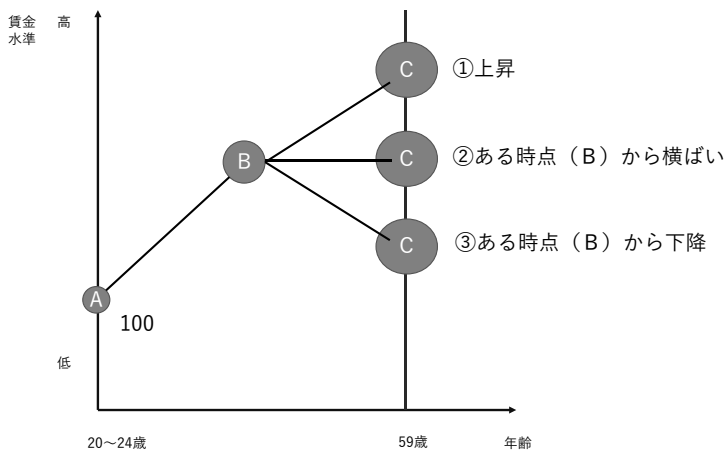 賃金
水準
高
C
①上昇
B
C
②ある時点（B）から横ばい
C
③ある時点（B）から下降
A
100
低
20～24歳
59歳
年齢